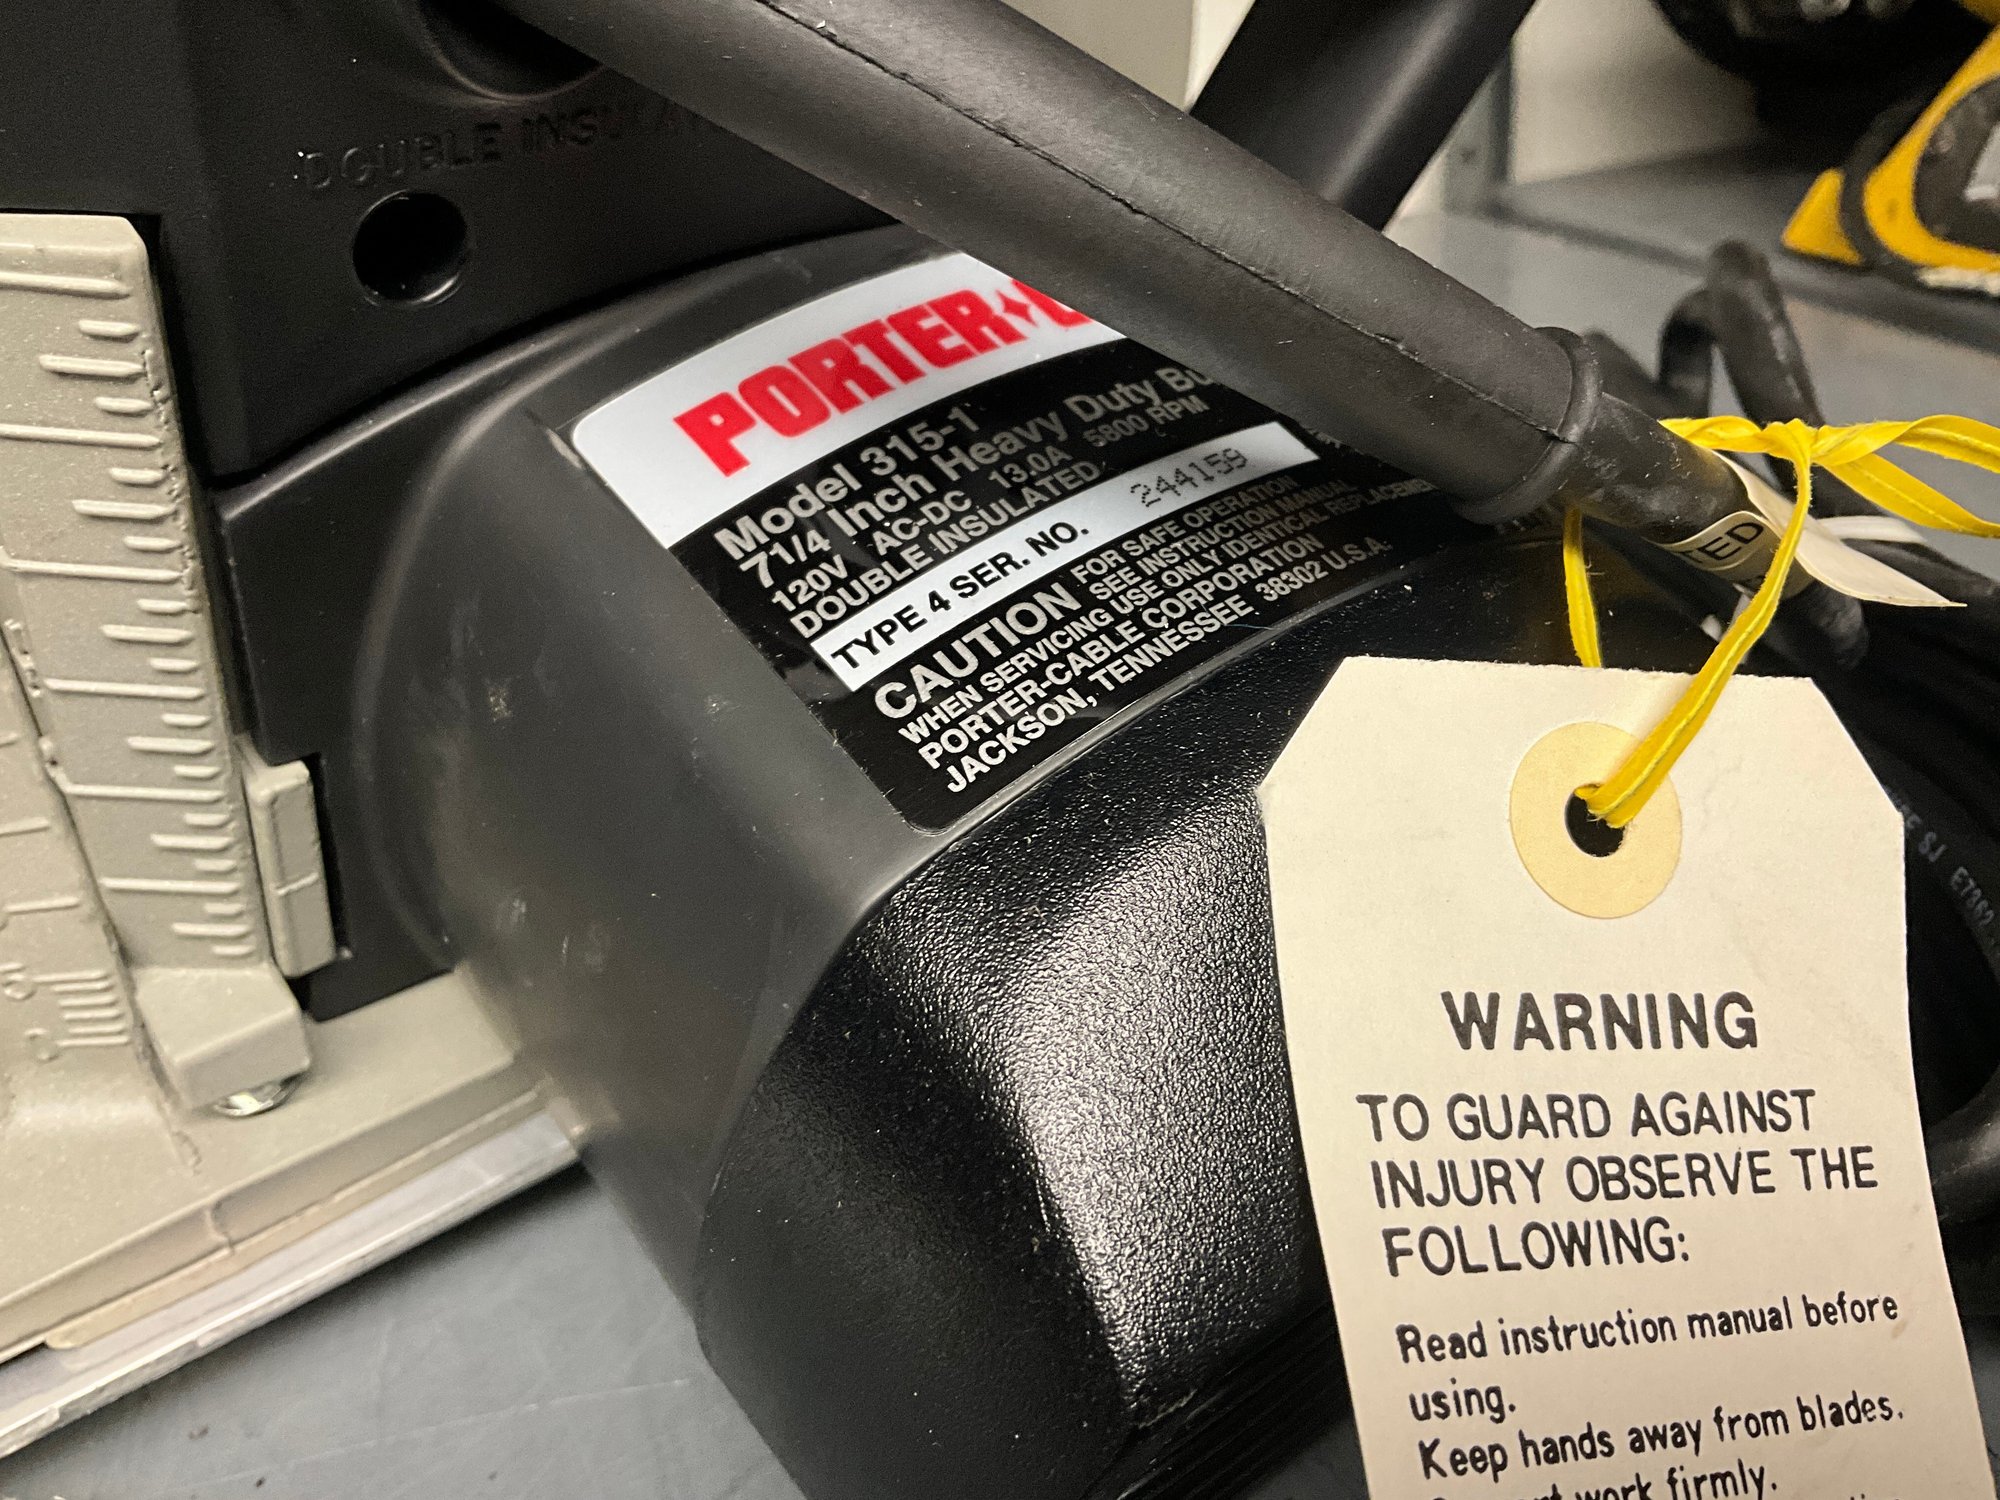 DOUBLE
PORTER
Model 315-1
7 1/4 Inch Heavy Duty
120V AC-DC 13.0A 5800 RPM
DOUBLE INSULATED
TYPE 4 SER. NO. 244159
CAUTION FOR SAFE OPERATION
SEE INSTRUCTION MANUAL
WHEN SERVICING USE ONLY IDENTICAL
PORTER-CABLE CORPORATION
JACKSON, TENNESSEE 38302 U.S.A.
WARNING
TO GUARD AGAINST
INJURY OBSERVE THE
FOLLOWING:
Read instruction manual before
using.
Keep hands away from blades.
work firmly.
SJ